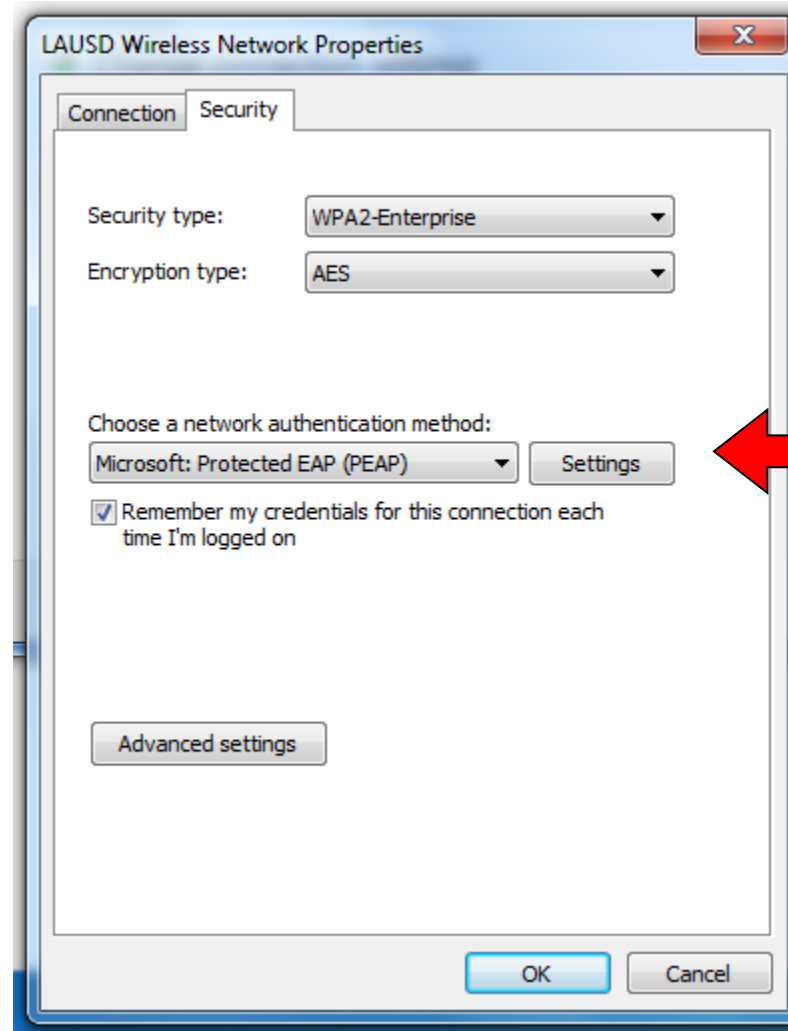 LAUSD Wireless Network Properties
Connection Security
Security type: WPA2-Enterprise
Encryption type: AES
Choose a network authentication method:
Microsoft: Protected EAP (PEAP) Settings
Remember my credentials for this connection each
time I'm logged on
Advanced settings
OK Cancel